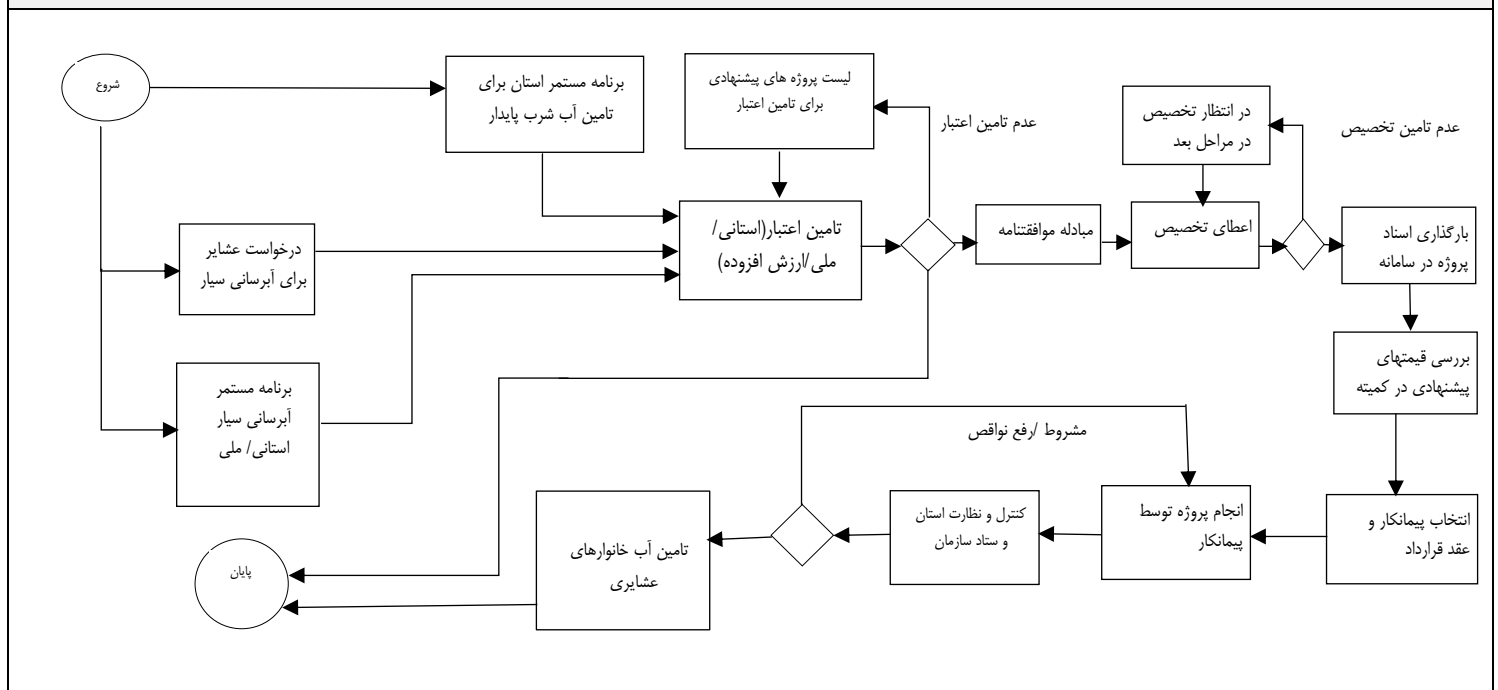 شروع
برنامه مستمر استان برای
تامین آب شرب پایدار
لیست پروژه های پیشنهادی
برای تامین اعتبار
عدم تامین اعتبار
در انتظار تخصیص
در مراحل بعد
عدم تامین تخصیص
درخواست عشایر
برای آبرسانی سیار
تامین اعتبار(استانی/
ملی/ارزش افزوده)
مبادله موافقتنامه
اعطای تخصیص
بارگذاری اسناد
پروژه در سامانه
برنامه مستمر
آبرسانی سیار
استانی/ ملی
بررسی قیمتهای
پیشنهادی در کمیته
مشروط /رفع نواقص
انتخاب پیمانکار و
عقد قرارداد
انجام پروژه توسط
پیمانکار
کنترل و نظارت استان
و ستاد سازمان
تامین آب خانوارهای
عشایری
پایان